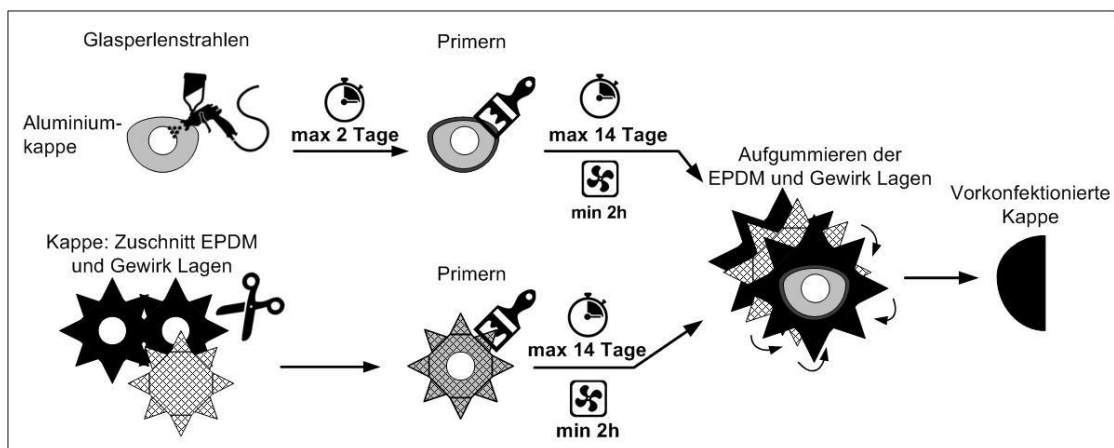 Glasperlenstrahlen
Primern
Aluminium-
kappe
max 2 Tage
max 14 Tage
min 2h
Aufgummieren der
EPDM und Gewirk Lagen
Vorkonfektionierte
Kappe
Kappe: Zuschnitt EPDM
und Gewirk Lagen
Primern
max 14 Tage
min 2h